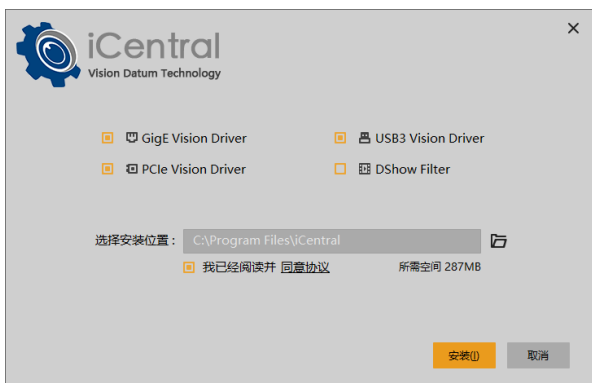 iCentral
Vision Datum Technology
GigE Vision Driver
USB3 Vision Driver
PCIe Vision Driver
DShow Filter
选择安装位置： C:\Program Files\iCentral
我已经阅读并 同意协议 所需空间 287MB
安装(I) 取消